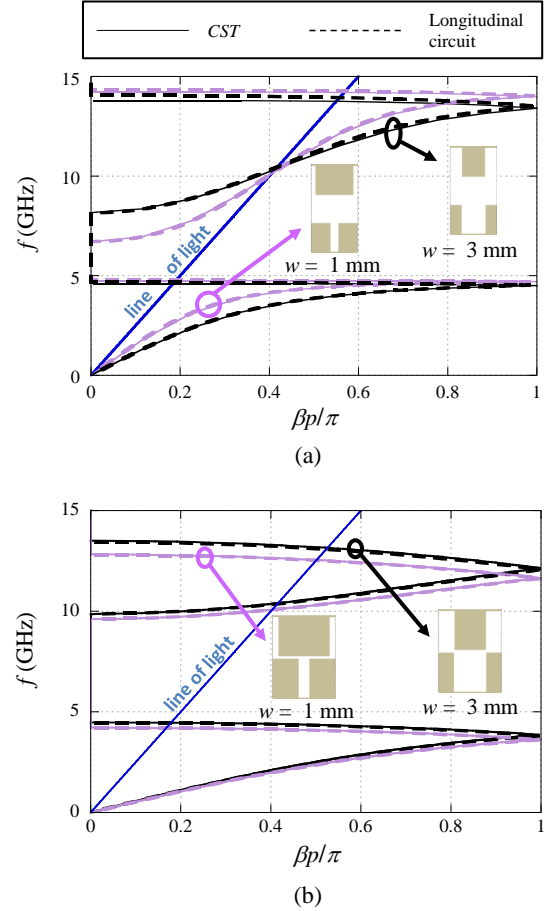 CST
Longitudinal
circuit
15
10
5
0
f (GHz)
line of light
w = 1 mm
w = 3 mm
0
0.2
0.4
0.6
0.8
1
βp/π
(a)
15
10
5
0
f (GHz)
line of light
w = 1 mm
w = 3 mm
0
0.2
0.4
0.6
0.8
1
βp/π
(b)